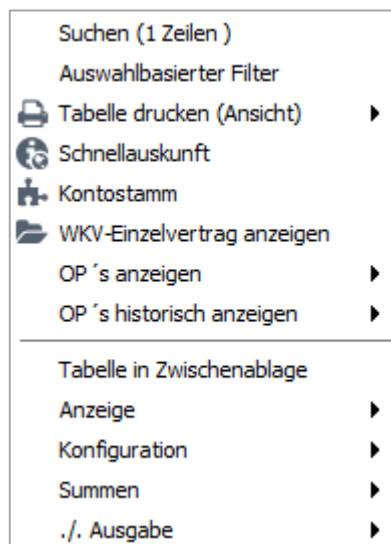 Suchen (1 Zeilen )
Auswahlbasierter Filter
Tabelle drucken (Ansicht)
Schnellauskunft
Kontostamm
WKV-Einzelvertrag anzeigen
OP ´s anzeigen
OP ´s historisch anzeigen
Tabelle in Zwischenablage
Anzeige
Konfiguration
Summen
./. Ausgabe